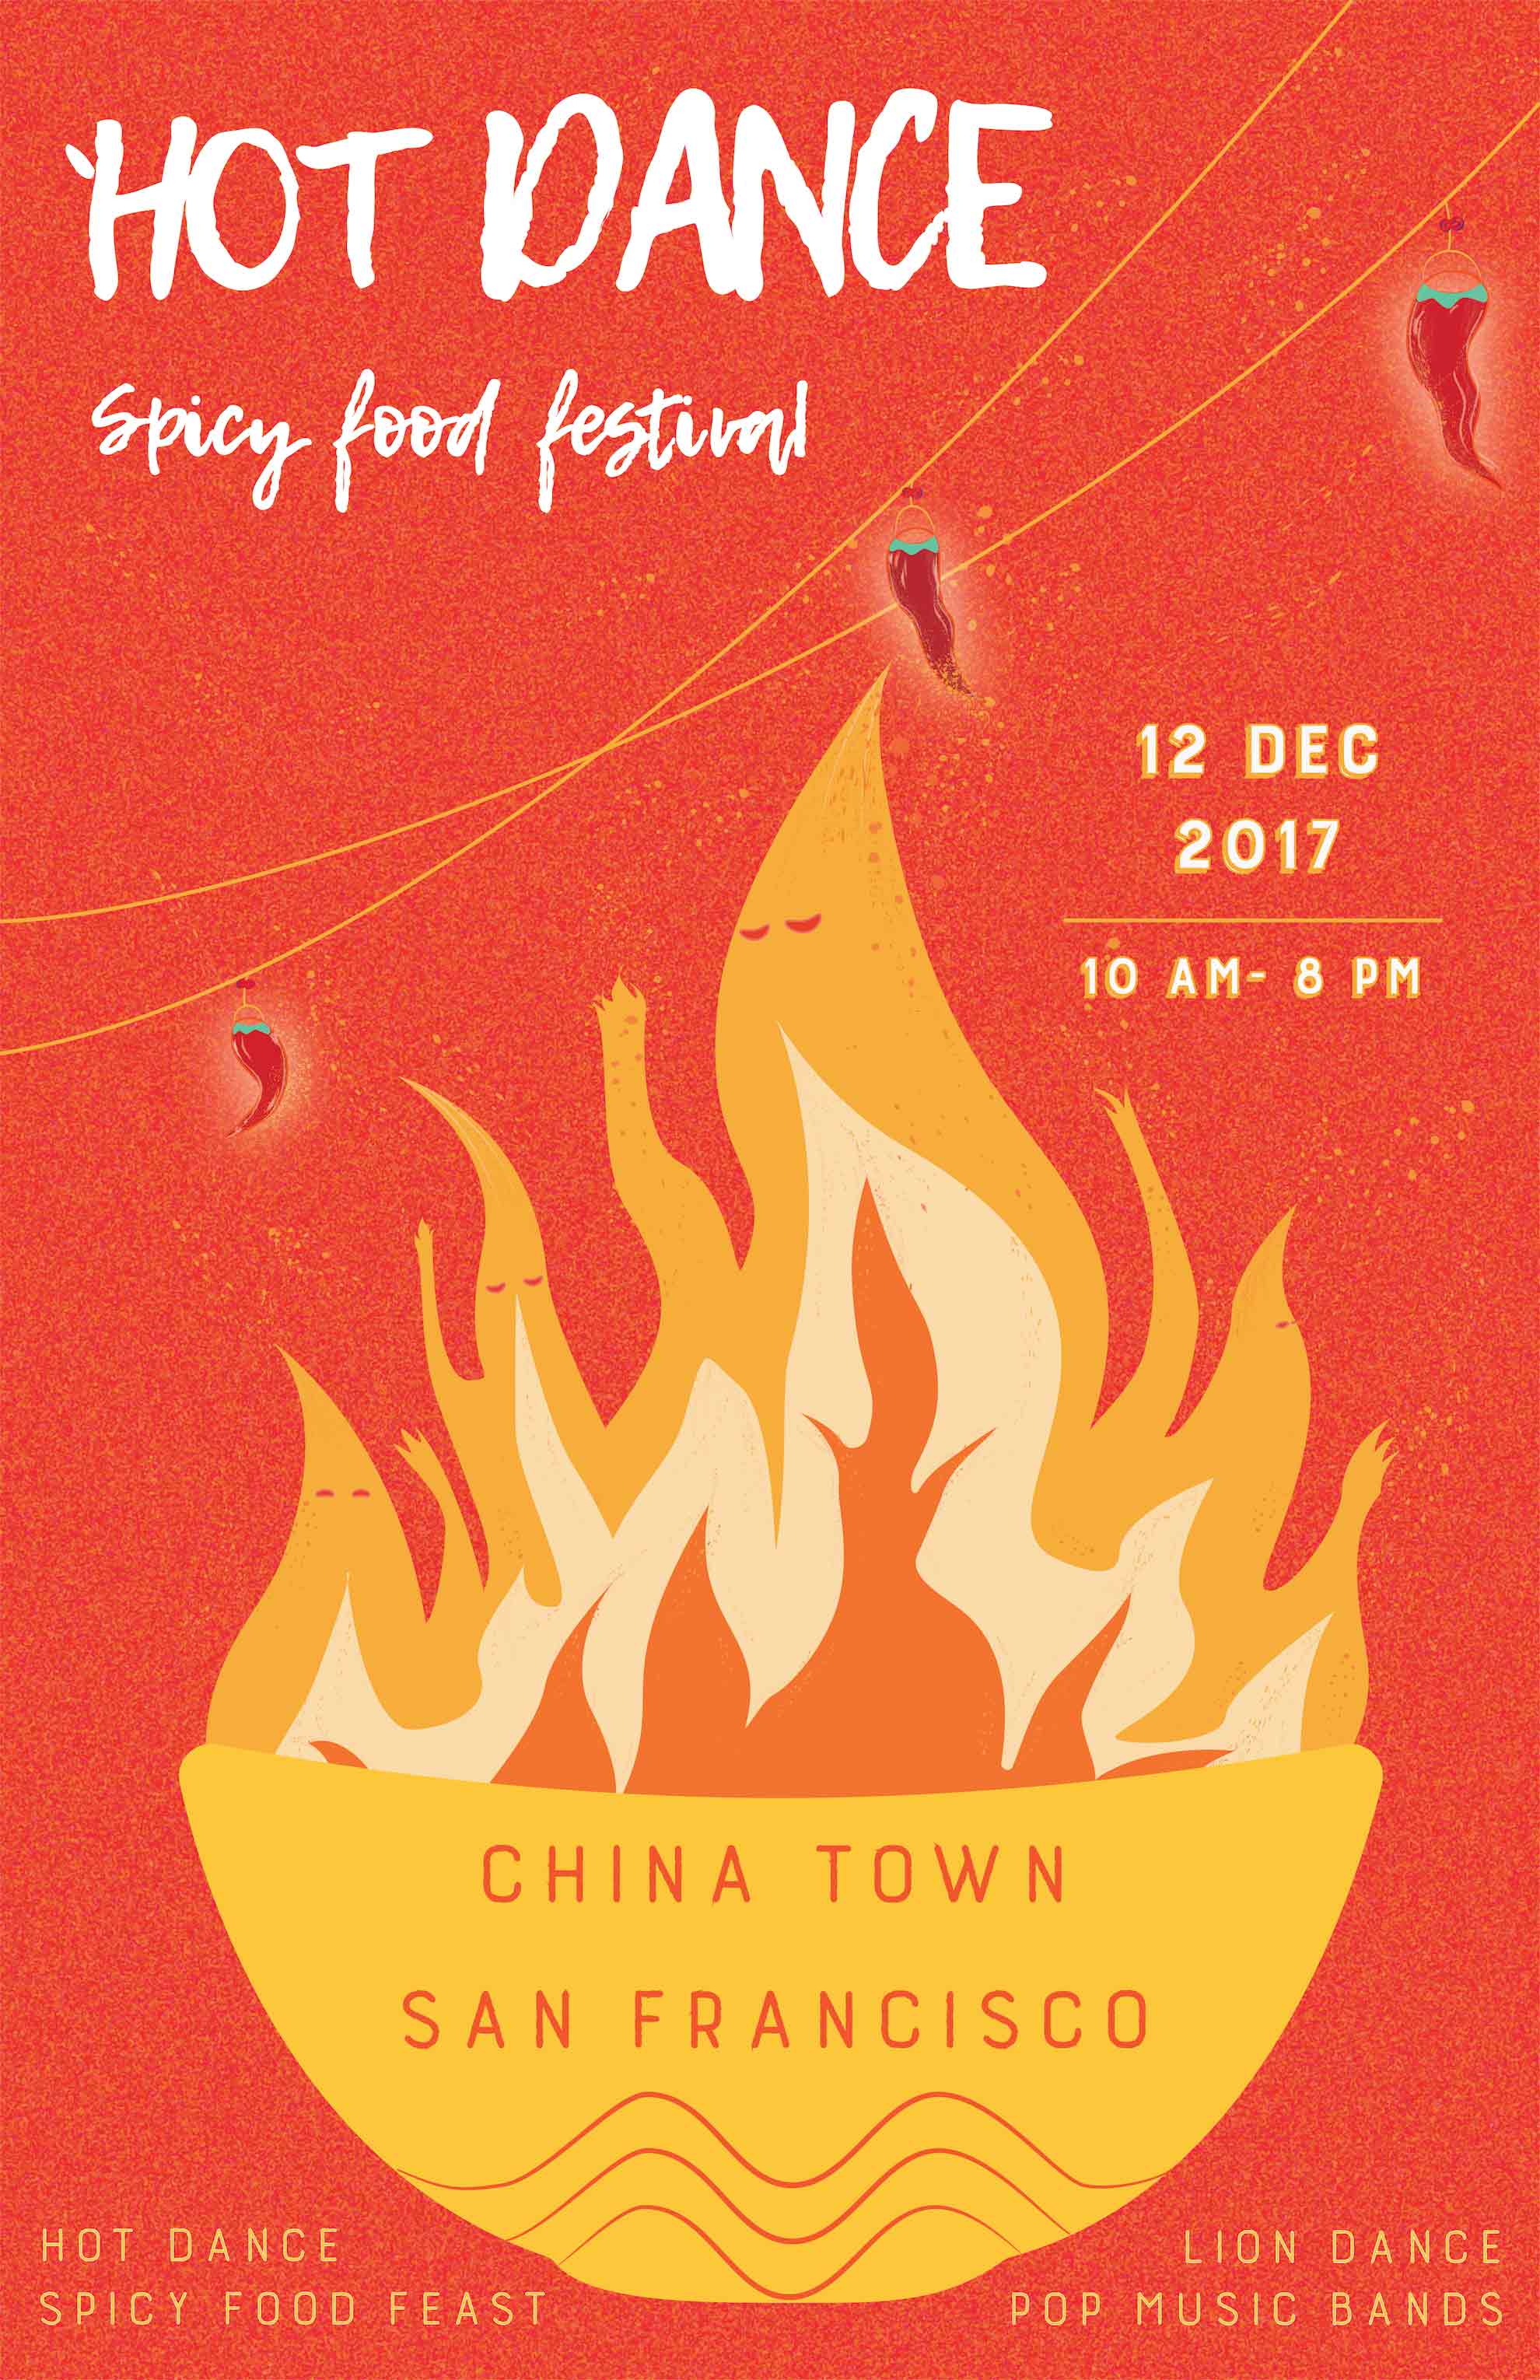 HOT DANCE
Spicy food festival
12 DEC
2017
10 AM- 8 PM
CHINA TOWN
SAN FRANCISCO
HOT DANCE
SPICY FOOD FEAST
LION DANCE
POP MUSIC BANDS